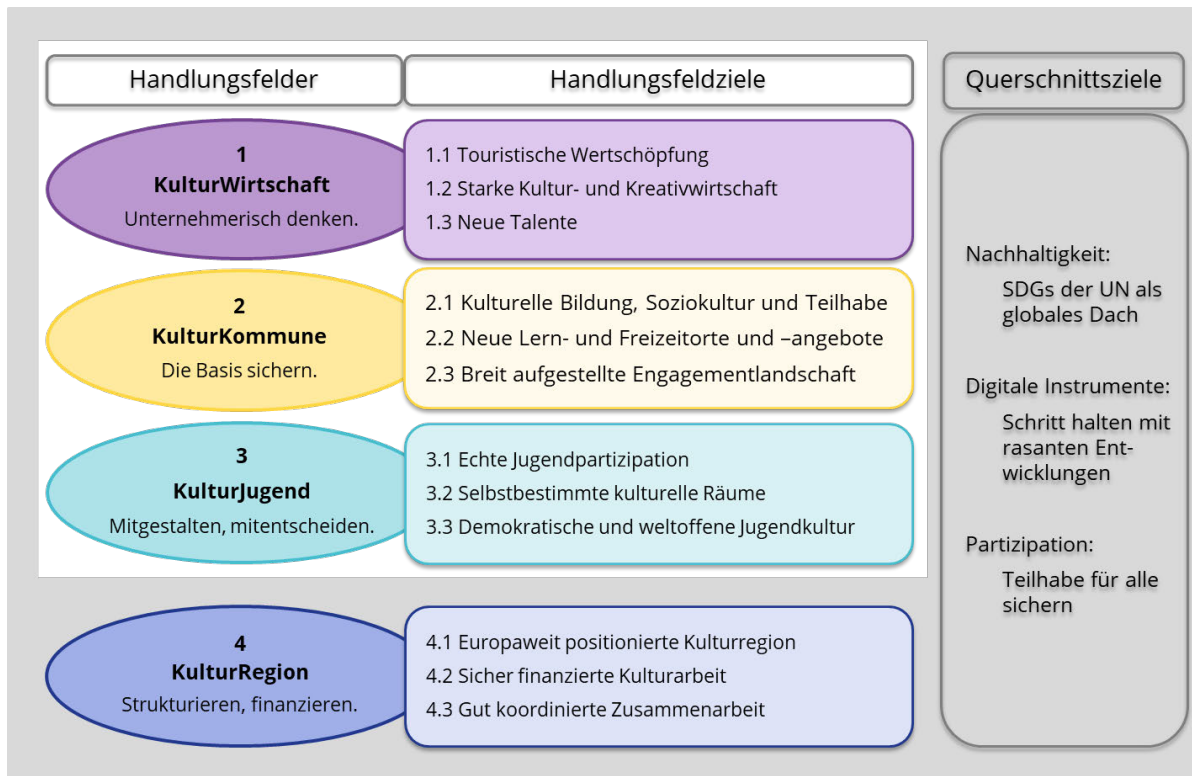 Handlungsfelder
Handlungsfeldziele
Querschnittsziele
1
KulturWirtschaft
Unternehmerisch denken.
1.1 Touristische Wertschöpfung
1.2 Starke Kultur- und Kreativwirtschaft
1.3 Neue Talente
2
KulturKommune
Die Basis sichern.
2.1 Kulturelle Bildung, Soziokultur und Teilhabe
2.2 Neue Lern- und Freizeitorte und –angebote
2.3 Breit aufgestellte Engagementlandschaft
3
KulturJugend
Mitgestalten, mitentscheiden.
3.1 Echte Jugendpartizipation
3.2 Selbstbestimmte kulturelle Räume
3.3 Demokratische und weltoffene Jugendkultur
4
KulturRegion
Strukturieren, finanzieren.
4.1 Europaweit positionierte Kulturregion
4.2 Sicher finanzierte Kulturarbeit
4.3 Gut koordinierte Zusammenarbeit
Nachhaltigkeit:
SDGs der UN als
globales Dach
Digitale Instrumente:
Schritt halten mit
rasanten Ent-
wicklungen
Partizipation:
Teilhabe für alle
sichern